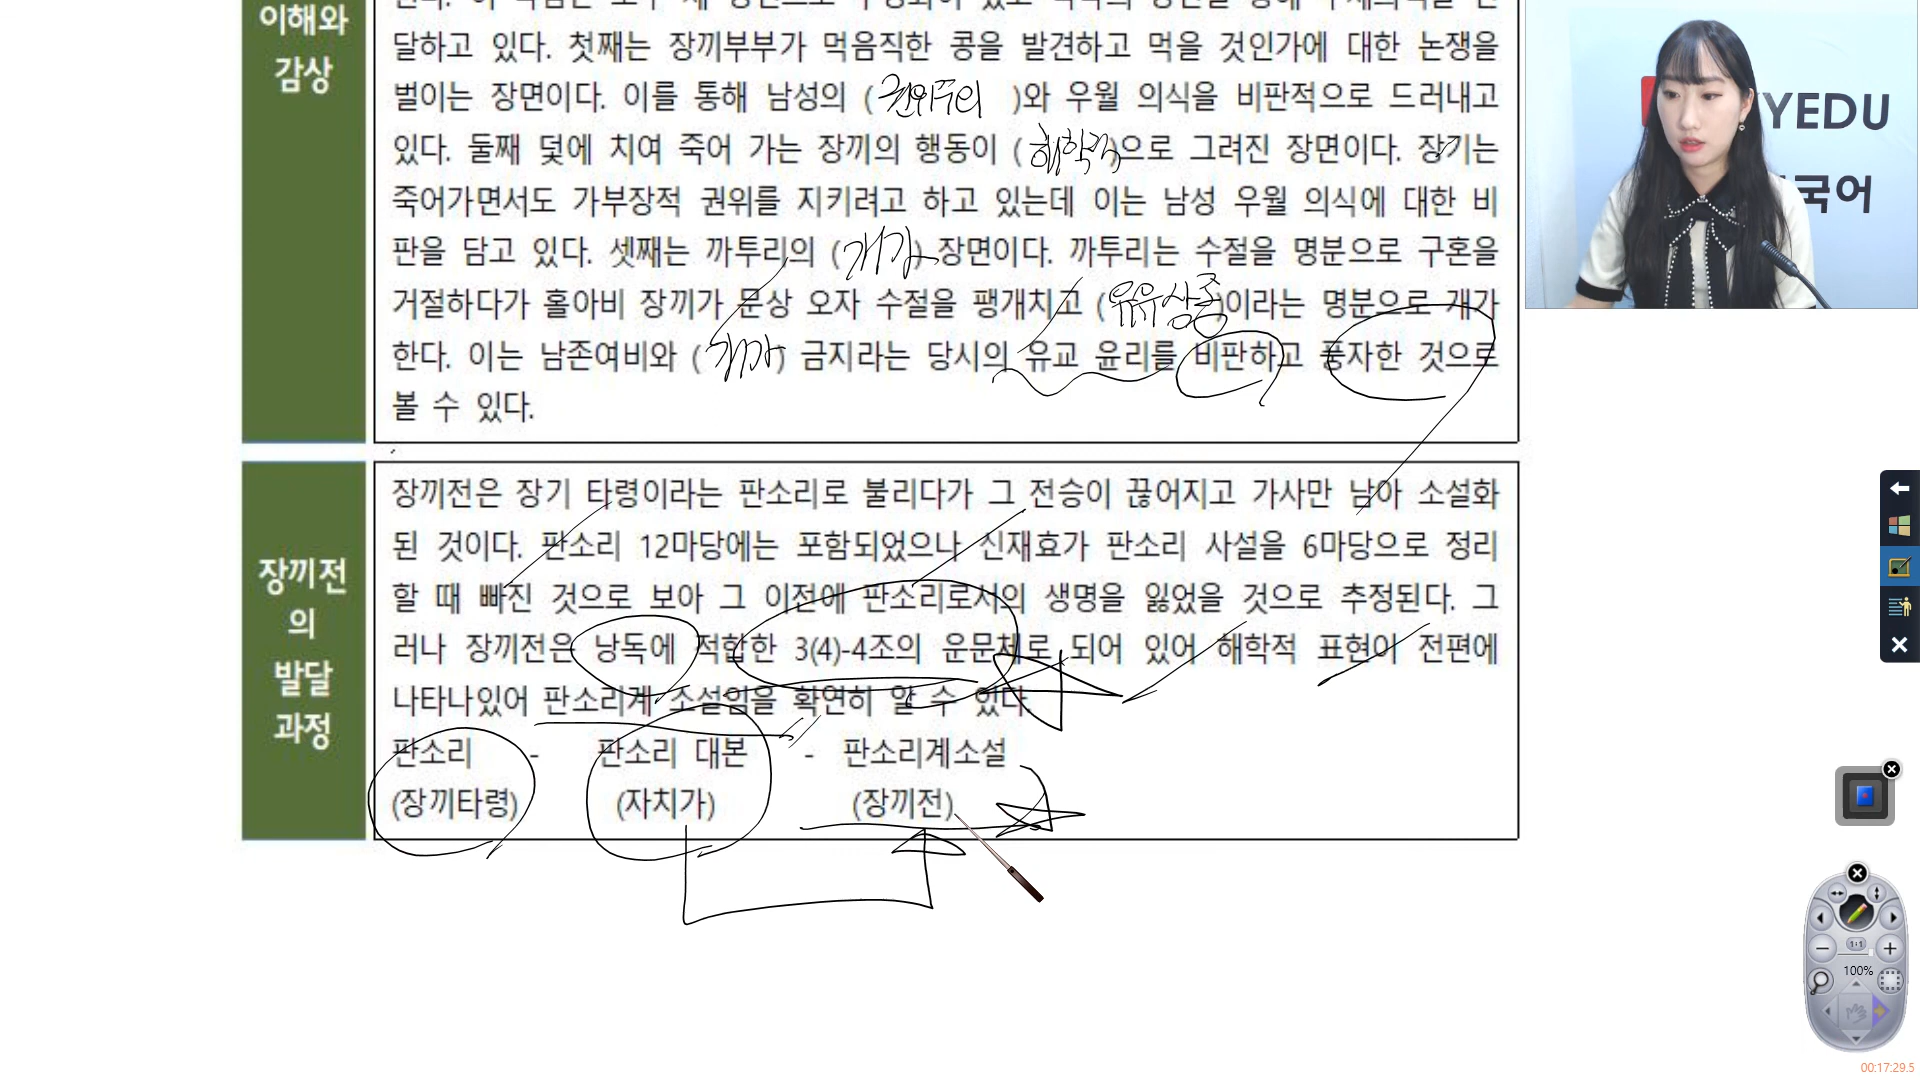 이해와
감상
달하고 있다. 첫째는 장끼부부가 먹음직한 콩을 발견하고 먹을 것인가에 대한 논쟁을
벌이는 장면이다. 이를 통해 남성의 ( 권위주의 )와 우월 의식을 비판적으로 드러내고
있다. 둘째 덫에 치여 죽어 가는 장끼의 행동이 ( 해학적 )으로 그려진 장면이다. 장기는
죽어가면서도 가부장적 권위를 지키려고 하고 있는데 이는 남성 우월 의식에 대한 비
판을 담고 있다. 셋째는 까투리의 ( 개가 ) 장면이다. 까투리는 수절을 명분으로 구혼을
거절하다가 홀아비 장끼가 문상 오자 수절을 팽개치고 ( 유유상종 )이라는 명분으로 개가
한다. 이는 남존여비와 ( 개가 ) 금지라는 당시의 유교 윤리를 비판하고 풍자한 것으로
볼 수 있다.
장끼전
의
발달
과정
장끼전은 장기 타령이라는 판소리로 불리다가 그 전승이 끊어지고 가사만 남아 소설화
된 것이다. 판소리 12마당에는 포함되었으나 신재효가 판소리 사설을 6마당으로 정리
할 때 빠진 것으로 보아 그 이전에 판소리로서의 생명을 잃었을 것으로 추정된다. 그
러나 장끼전은 낭독에 적합한 3(4)-4조의 운문체로 되어 있어 해학적 표현이 전편에
나타나있어 판소리계 소설임을 확연히 알 수 있다.
판소리 - 판소리 대본 - 판소리계소설
(장끼타령) (자치가) (장끼전)
YEDU
국어
1:1
100%
00:17:29.5